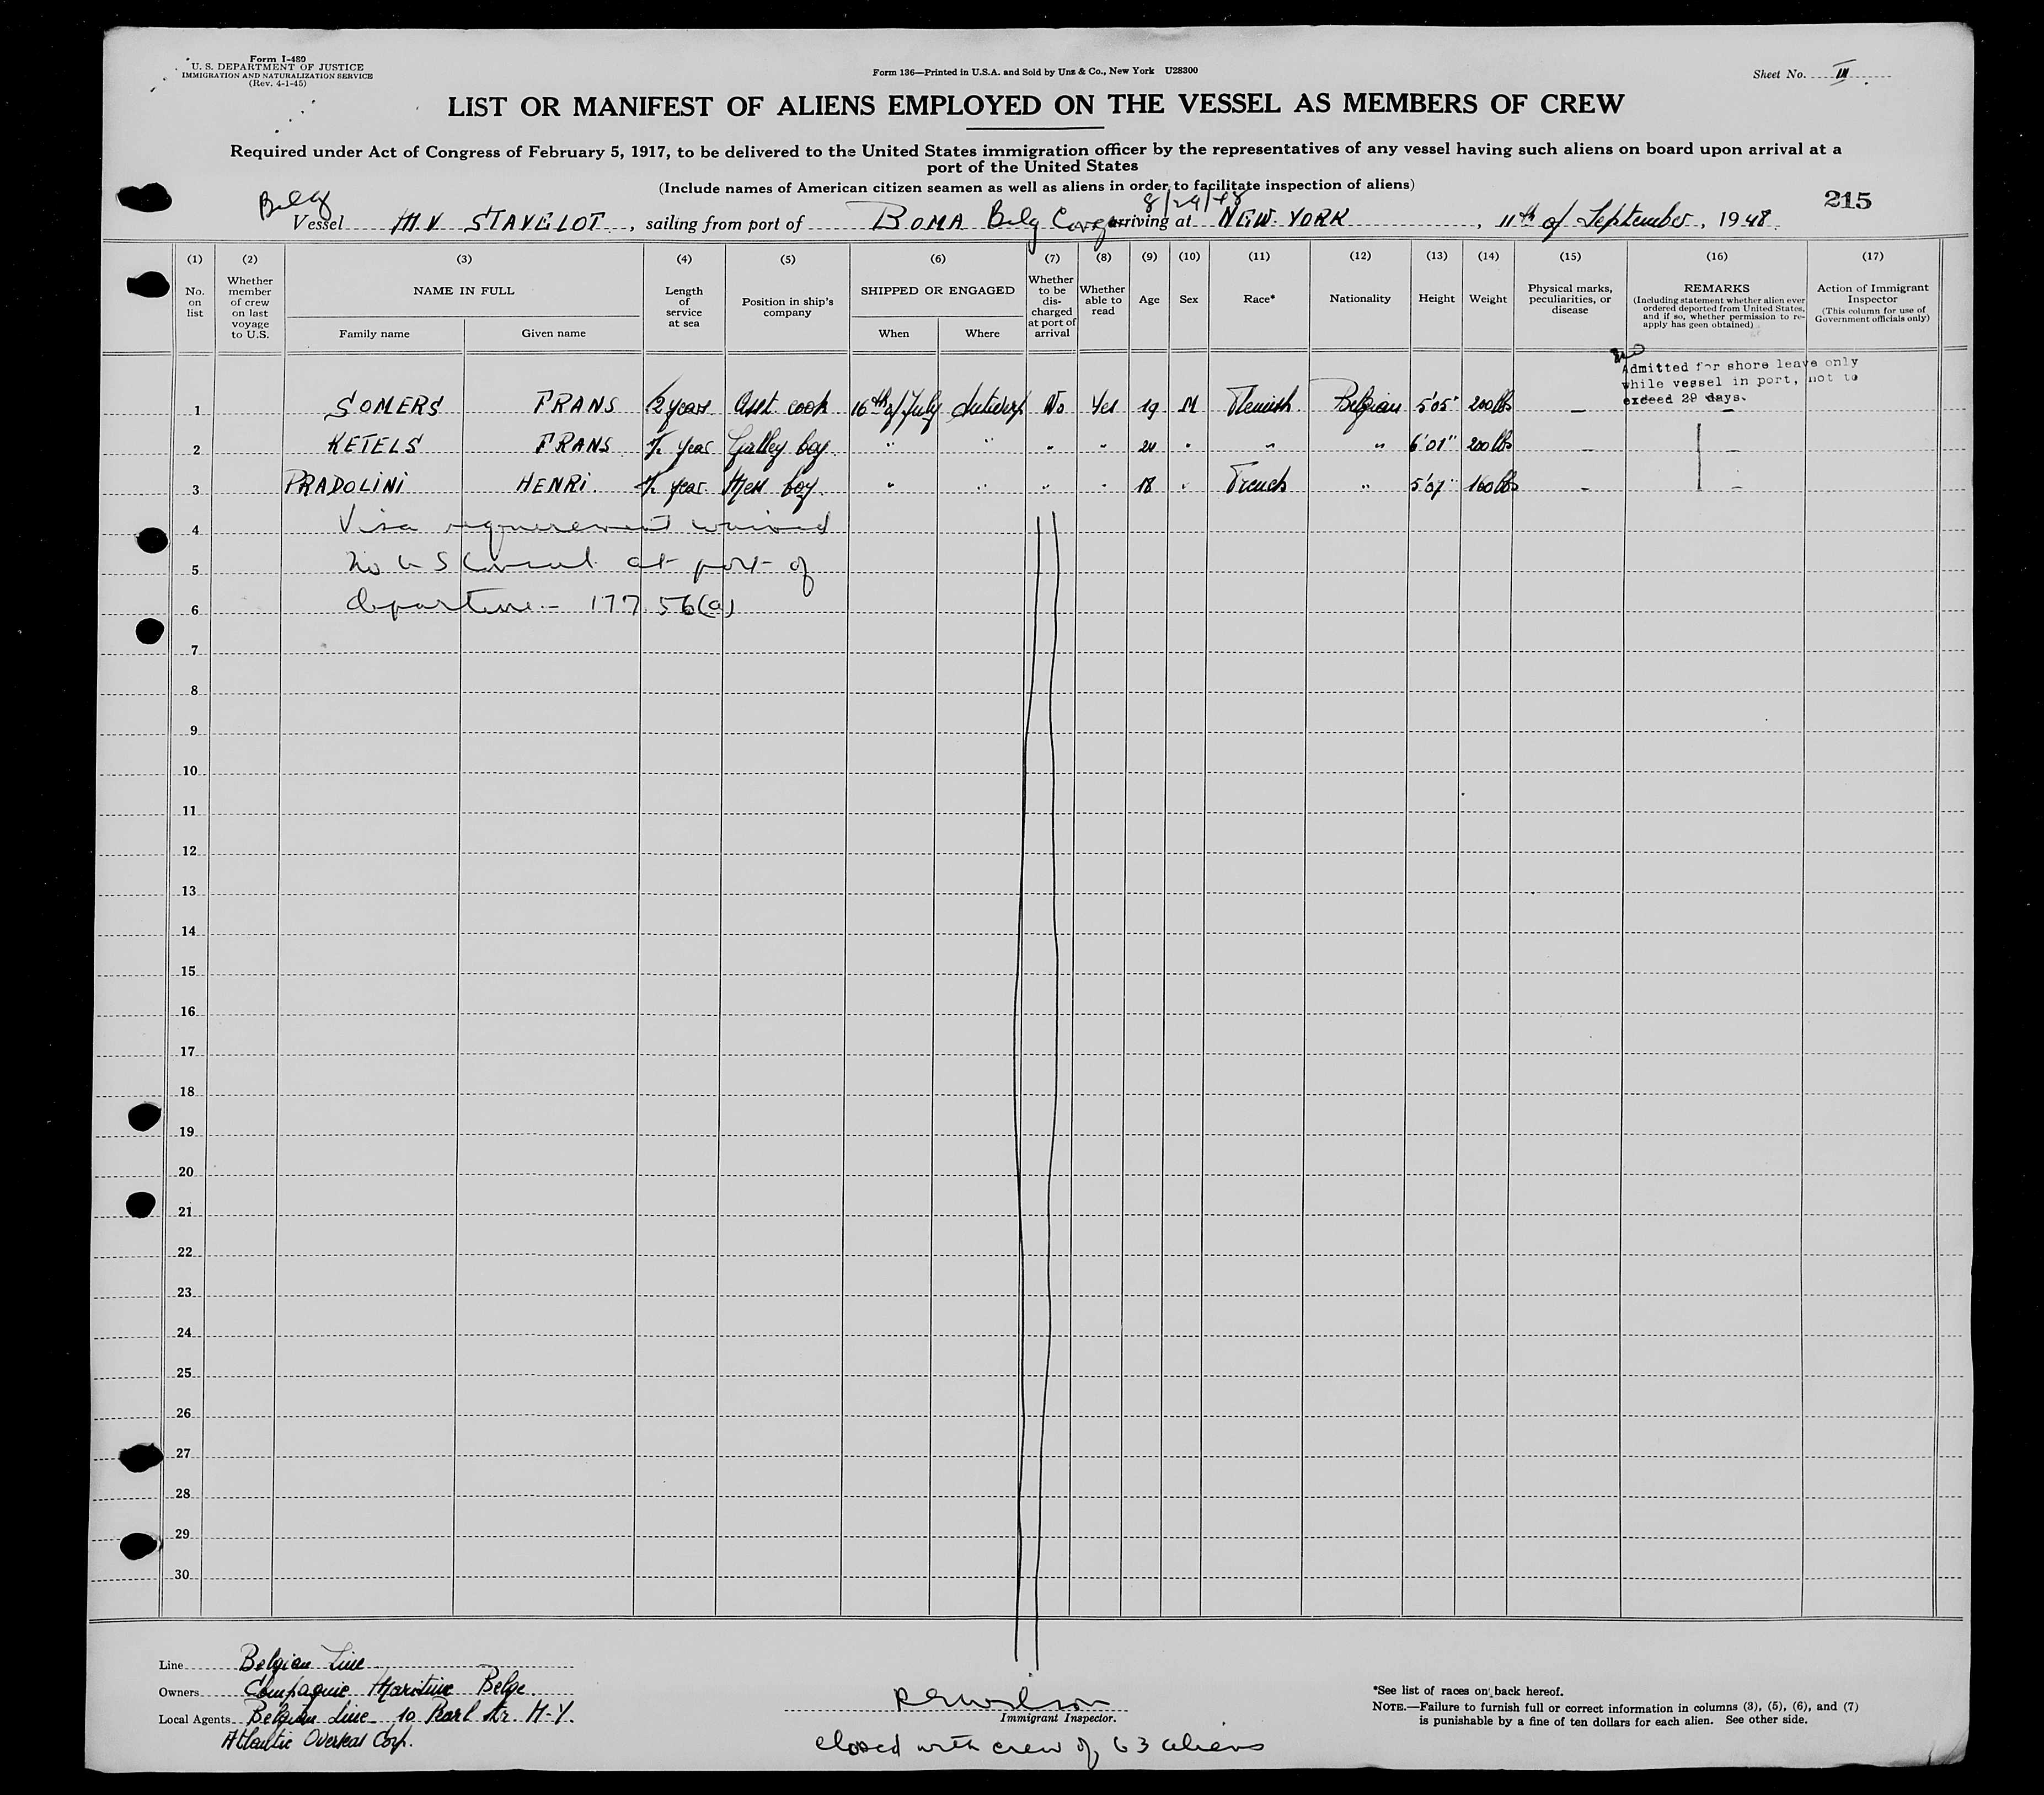 Form I-480
U. S. DEPARTMENT OF JUSTICE
IMMIGRATION AND NATURALIZATION SERVICE
(Rev. 4-1-45)
Form 136—Printed in U.S.A. and Sold by Unz & Co., New York U28300
Sheet No. III
LIST OR MANIFEST OF ALIENS EMPLOYED ON THE VESSEL AS MEMBERS OF CREW
Required under Act of Congress of February 5, 1917, to be delivered to the United States immigration officer by the representatives of any vessel having such aliens on board upon arrival at a
port of the United States
(Include names of American citizen seamen as well as aliens in order to facilitate inspection of aliens)
215
Belg 8/24/48
Vessel M.V STAVELOT, sailing from port of BOMA Belg Congo arriving at NEW. YORK, 11th of September, 1948.
(1) (2) (3) (4) (5) (6) (7) (8) (9) (10) (11) (12) (13) (14) (15) (16) (17)
No. on list
Whether member of crew on last voyage to U.S.
NAME IN FULL
Family name Given name
Length of service at sea
Position in ship's company
SHIPPED OR ENGAGED
When Where
Whether to be discharged at port of arrival
Whether able to read
Age
Sex
Race*
Nationality
Height
Weight
Physical marks, peculiarities, or disease
REMARKS
(Including statement whether alien ever ordered deported from United States, and if so, whether permission to re-apply has geen obtained)
Action of Immigrant Inspector
(This column for use of Government officials only)
no
Admitted for shore leave only
while vessel in port, not to
exceed 29 days.
1 SOMERS FRANS 1/2 years Asst. cook 16th of July Antwerp No Yes 19 M Flemish Belgian 5'05" 200 lbs — —
2 KETELS FRANS 1/2 year Galley boy " " " " 24 " " " 6'01" 200 lbs — —
3 PRADOLINI HENRI. 1/2 year Mess boy. " " " " 18 " French " 5'07" 160 lbs — —
4 Visa requirement waived
5 No U S Consul at port of
6 departure — 177.56(a)
7
8
9
10
11
12
13
14
15
16
17
18
19
20
21
22
23
24
25
26
27
28
29
30
Line Belgian Line
Owners Compagnie Maritime Belge.
Local Agents Belgian Line 10 Pearl Str. N-Y.
Atlantic Overseas Corp.
Immigrant Inspector.
closed with crew of 63 aliens
*See list of races on back hereof.
NOTE.—Failure to furnish full or correct information in columns (3), (5), (6), and (7)
is punishable by a fine of ten dollars for each alien. See other side.